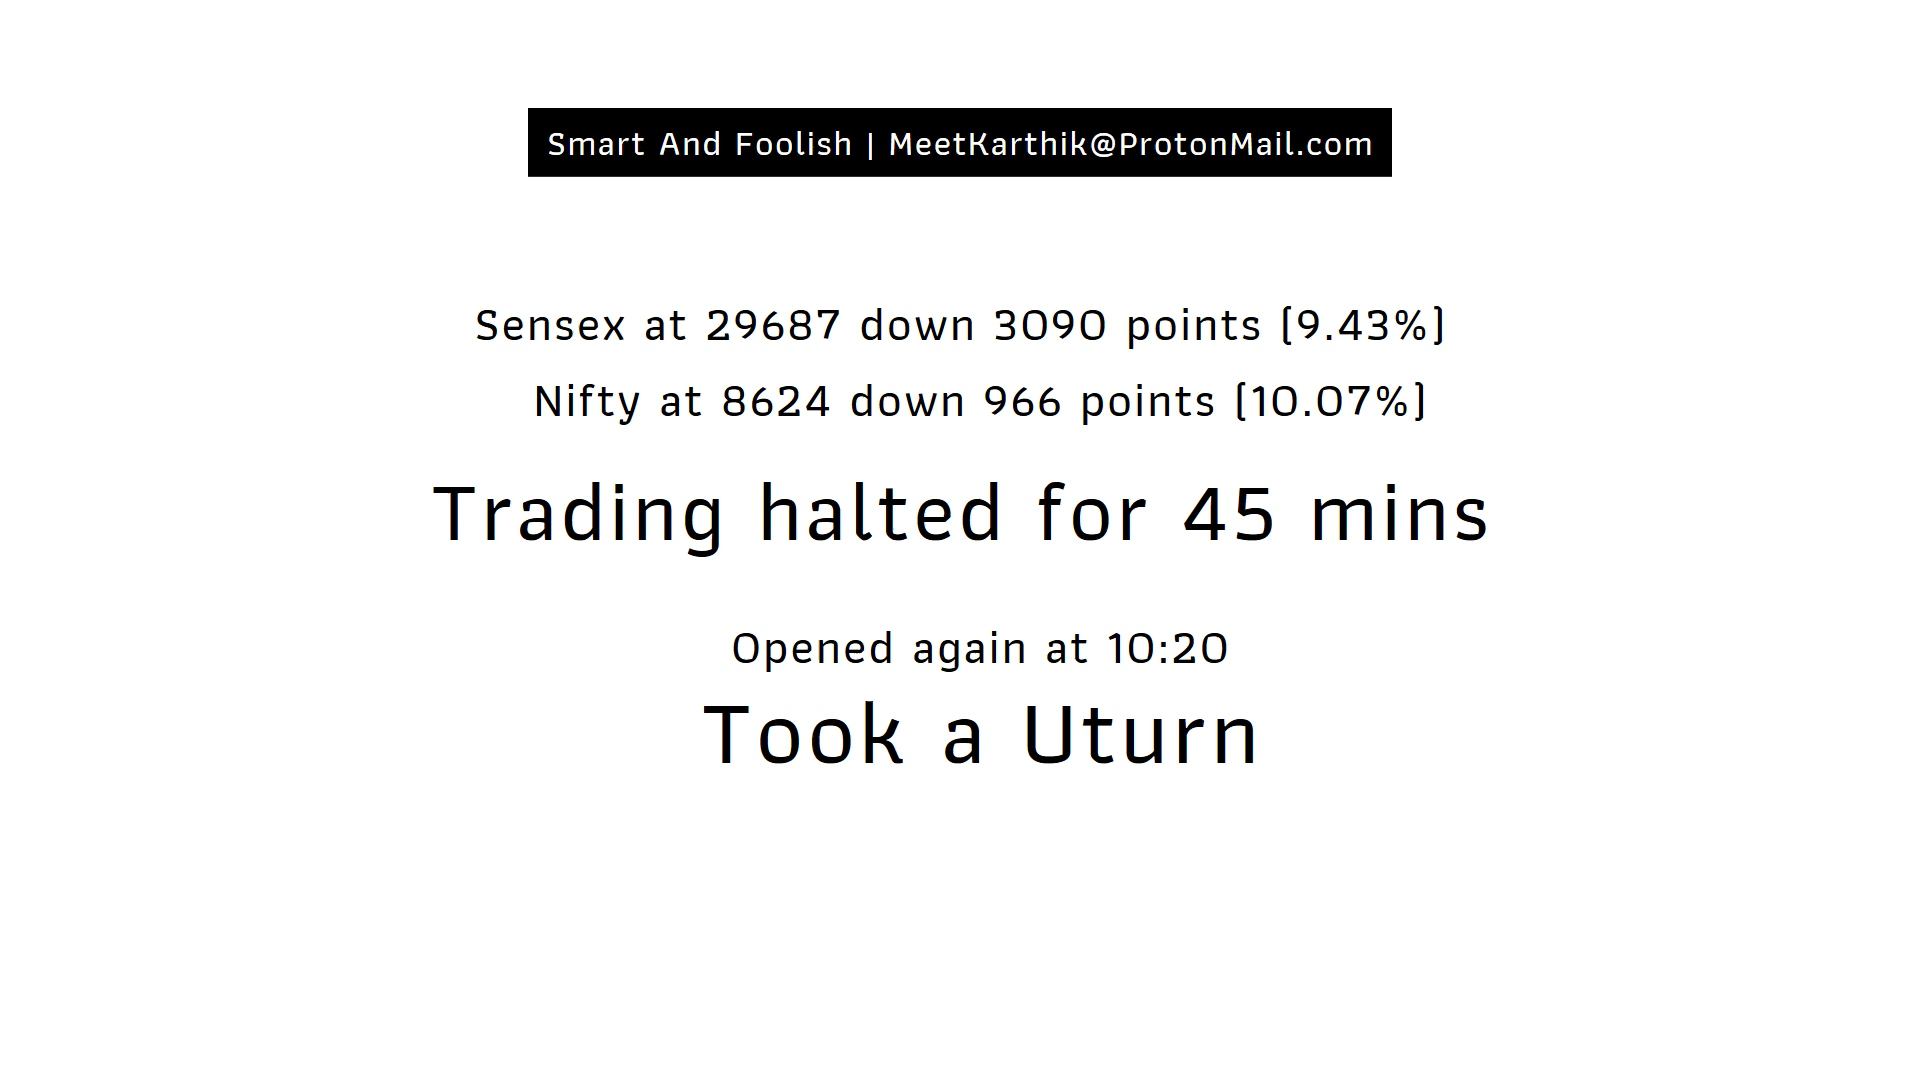 Smart And Foolish | MeetKarthik@ProtonMail.com
Sensex at 29687 down 3090 points (9.43%)
Nifty at 8624 down 966 points (10.07%)
Trading halted for 45 mins
Opened again at 10:20
Took a Uturn